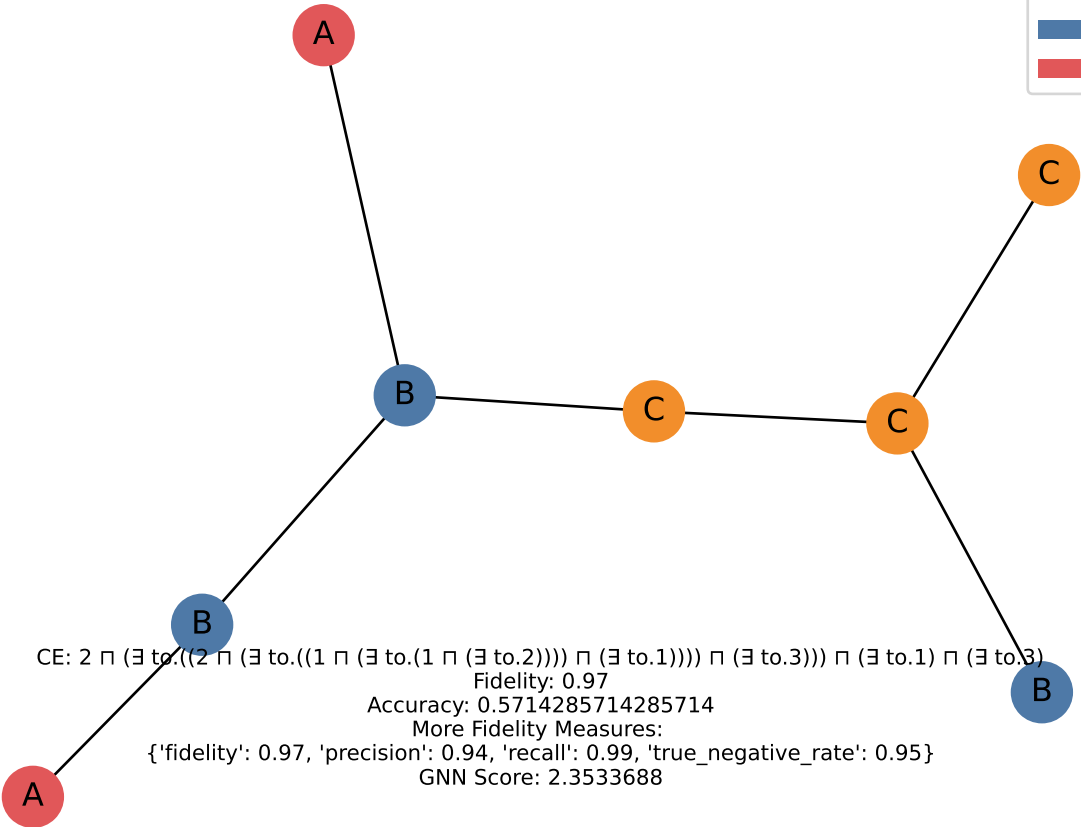 A
C
B
C
C
B
CE: 2 ⊓ (∃ to.((2 ⊓ (∃ to.((1 ⊓ (∃ to.(1 ⊓ (∃ to.2)))) ⊓ (∃ to.1)))) ⊓ (∃ to.3))) ⊓ (∃ to.1) ⊓ (∃ to.3)
Fidelity: 0.97
B
Accuracy: 0.5714285714285714
More Fidelity Measures:
{'fidelity': 0.97, 'precision': 0.94, 'recall': 0.99, 'true_negative_rate': 0.95}
GNN Score: 2.3533688
A